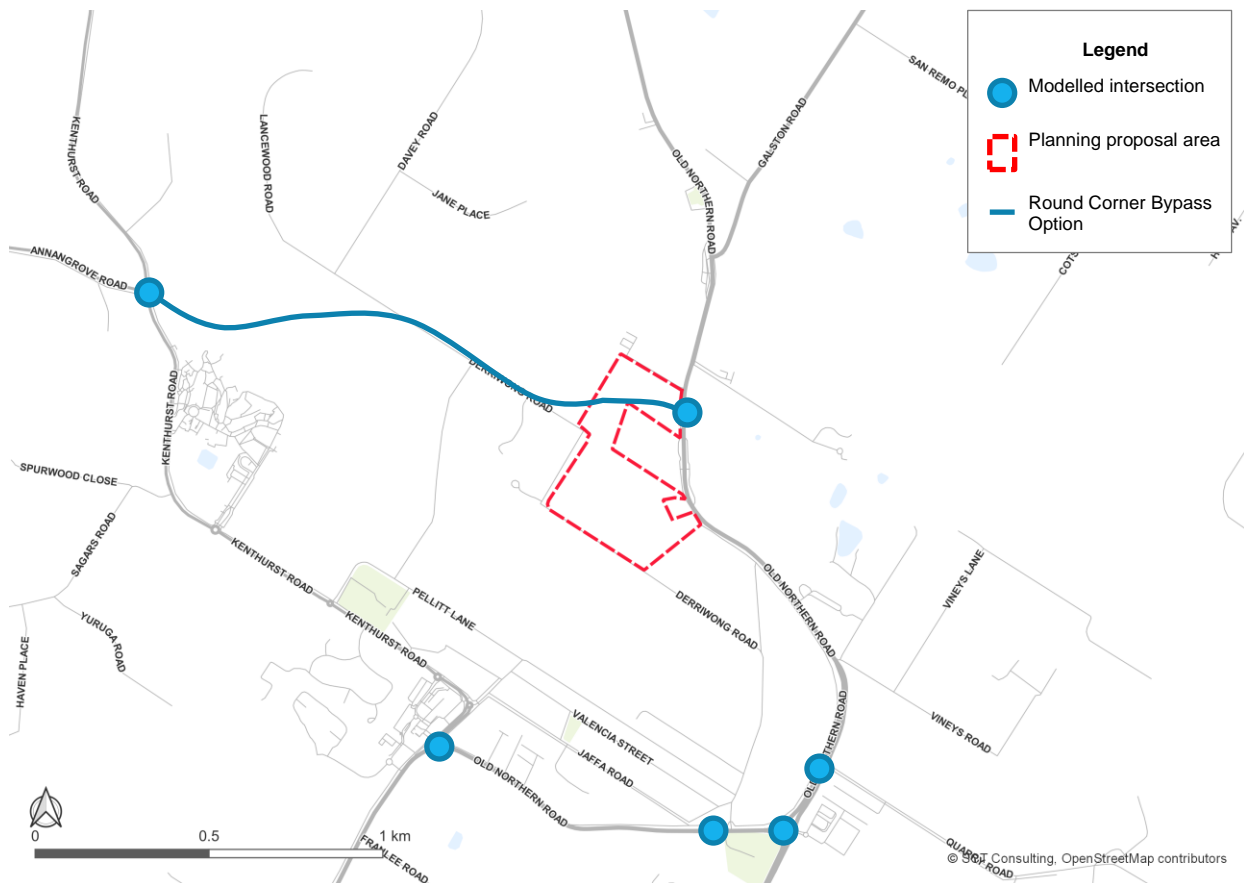 Legend
Modelled intersection
Planning proposal area
Round Corner Bypass
Option
SAN REMO PL
KENTHURST ROAD
LANCEWOOD ROAD
DAVEY ROAD
JANE PLACE
OLD NORTHERN ROAD
GALSTON ROAD
ANNANGROVE ROAD
DERRIWONG ROAD
KENTHURST ROAD
SPURWOOD CLOSE
SAGARS ROAD
KENTHURST ROAD
KENTHURST ROAD
PELLITT LANE
HAVEN PLACE
YURUGA ROAD
DERRIWONG ROAD
OLD NORTHERN ROAD
VINEYS LANE
VINEYS ROAD
VALENCIA STREET
JAFFA ROAD
OLD NORTHERN ROAD
ROAD
QUARRY ROAD
FRANLEE ROAD
0
0.5
1 km
© SCT Consulting, OpenStreetMap contributors